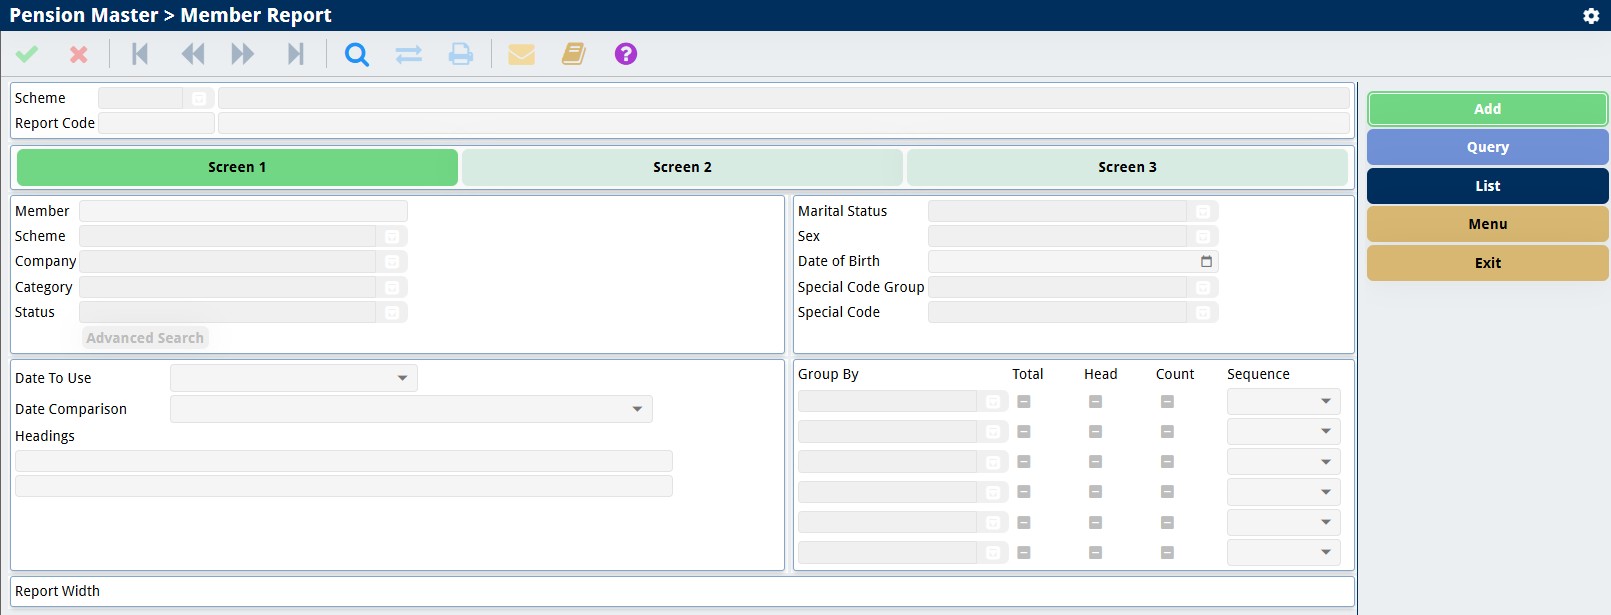 Pension Master > Member Report
Scheme
Report Code
Add
Query
List
Menu
Exit
Screen 1 Screen 2 Screen 3
Member
Scheme
Company
Category
Status
Advanced Search
Marital Status
Sex
Date of Birth
Special Code Group
Special Code
Date To Use
Date Comparison
Headings
Group By Total Head Count Sequence
Report Width